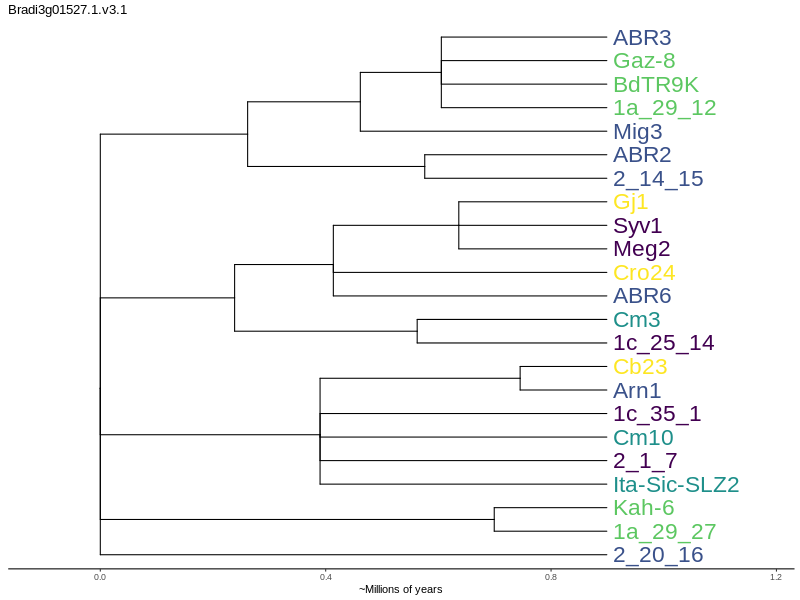 Bradi3g01527.1.v3.1
ABR3
Gaz-8
BdTR9K
1a_29_12
Mig3
ABR2
2_14_15
Gj1
Syv1
Meg2
Cro24
ABR6
Cm3
1c_25_14
Cb23
Arn1
1c_35_1
Cm10
2_1_7
Ita-Sic-SLZ2
Kah-6
1a_29_27
2_20_16
0.0 0.4 0.8 1.2
~Millions of years